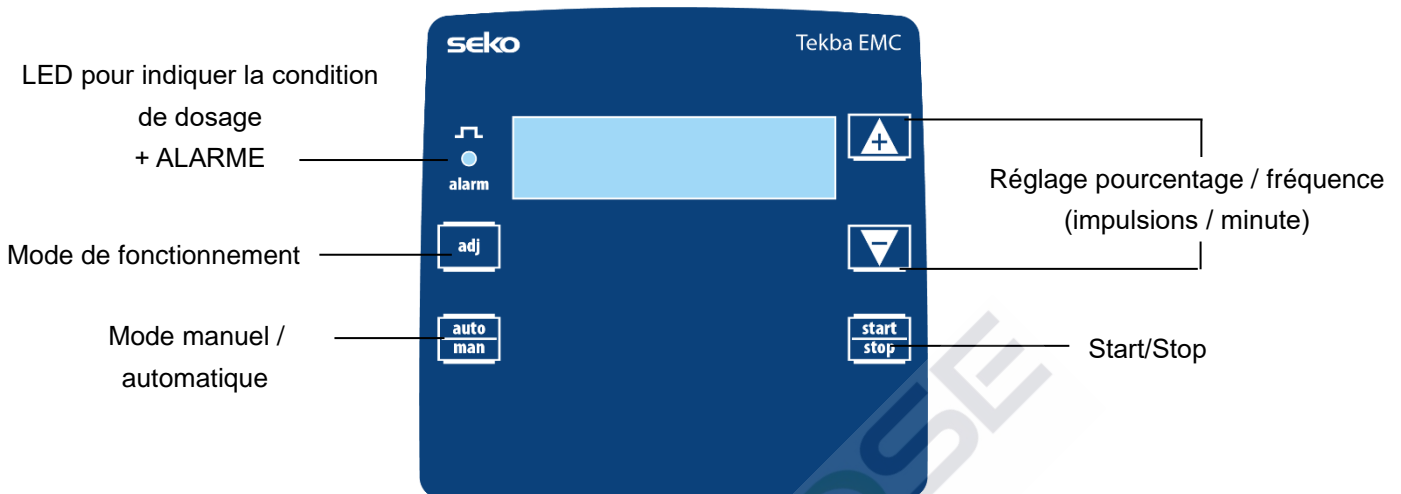 seko
Tekba EMC
LED pour indiquer la condition
de dosage
+ ALARME
alarm
+
Réglage pourcentage / fréquence
(impulsions / minute)
Mode de fonctionnement
adj
-
Mode manuel /
automatique
auto
man
start
stop
Start/Stop
OSE